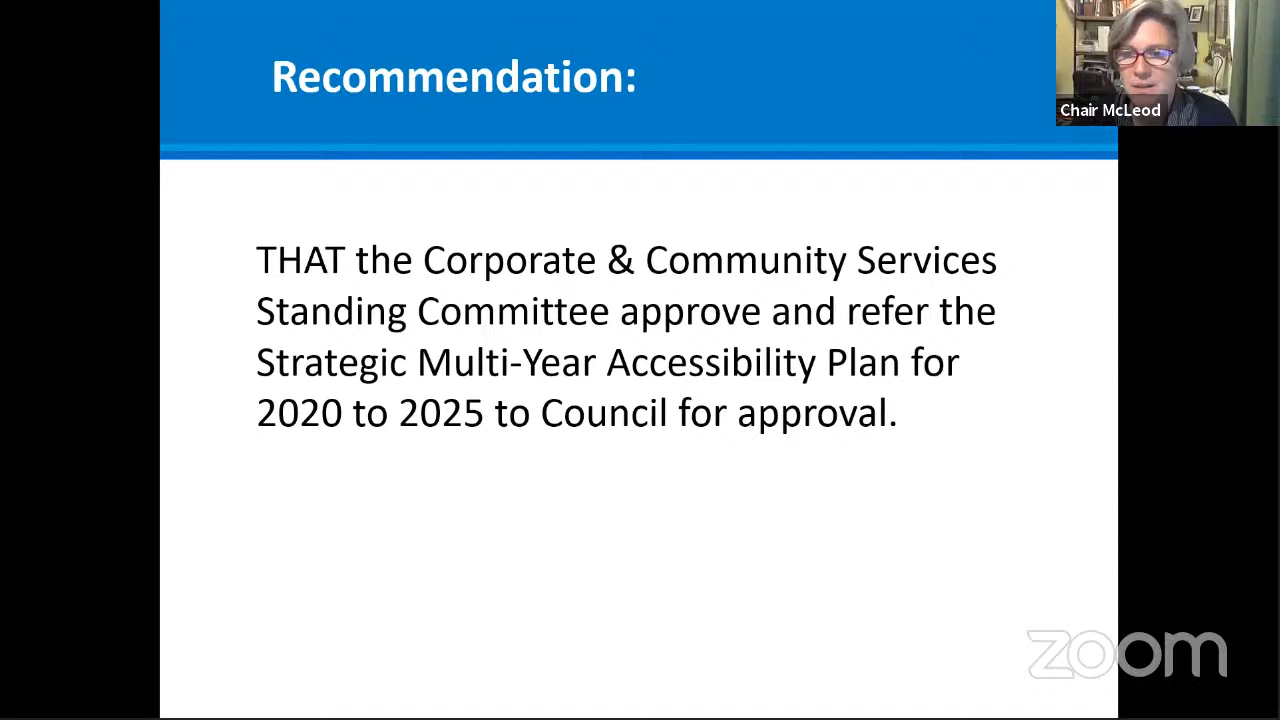 Recommendation:
Chair McLeod
THAT the Corporate & Community Services
Standing Committee approve and refer the
Strategic Multi-Year Accessibility Plan for
2020 to 2025 to Council for approval.
zoom